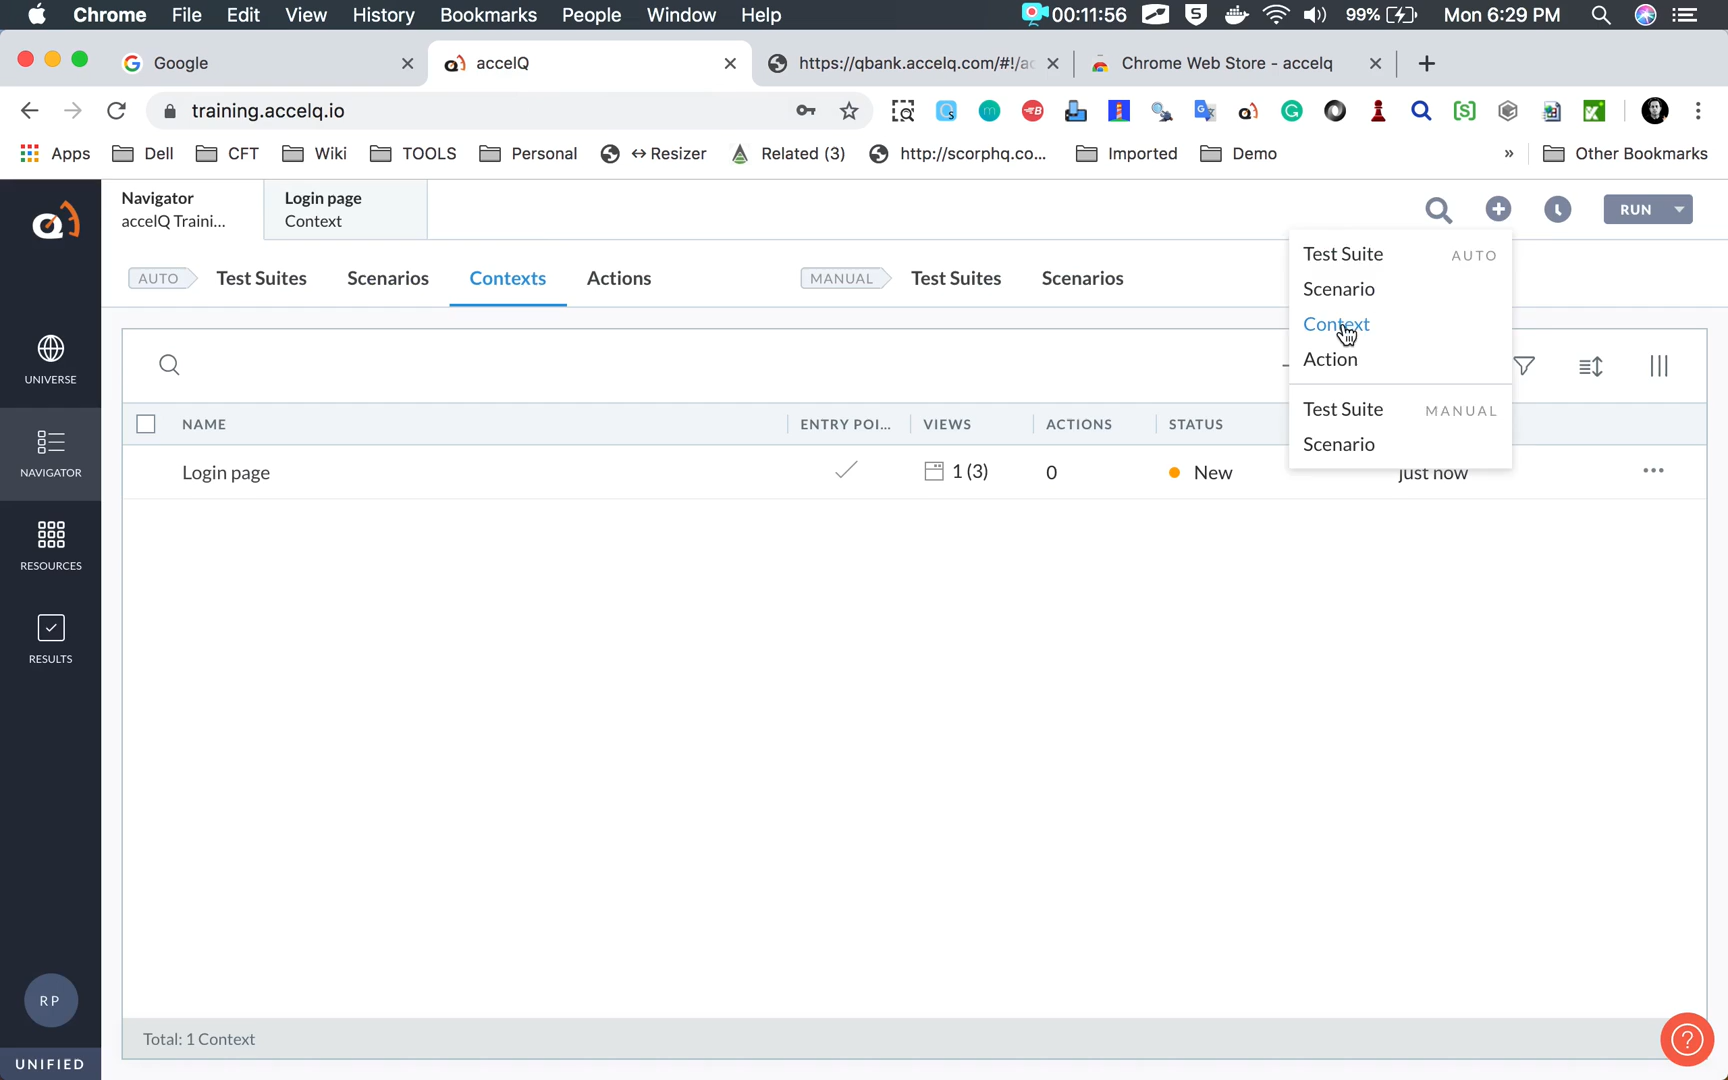 Chrome File Edit View History Bookmarks People Window Help 00:11:56 99% Mon 6:29 PM
Google accelQ https://qbank.accelq.com/#!/ac Chrome Web Store - accelq
training.accelq.io
Apps Dell CFT Wiki TOOLS Personal ↔Resizer Related (3) http://scorphq.co... Imported Demo » Other Bookmarks
Navigator
accelQ Traini...
Login page
Context
RUN
AUTO Test Suites Scenarios Contexts Actions MANUAL Test Suites Scenarios
Test Suite AUTO
Scenario
Context
Action
Test Suite MANUAL
Scenario
UNIVERSE
NAVIGATOR
RESOURCES
RESULTS
NAME ENTRY POI... VIEWS ACTIONS STATUS
Login page 1 (3) 0 New just now
Total: 1 Context
RP
UNIFIED